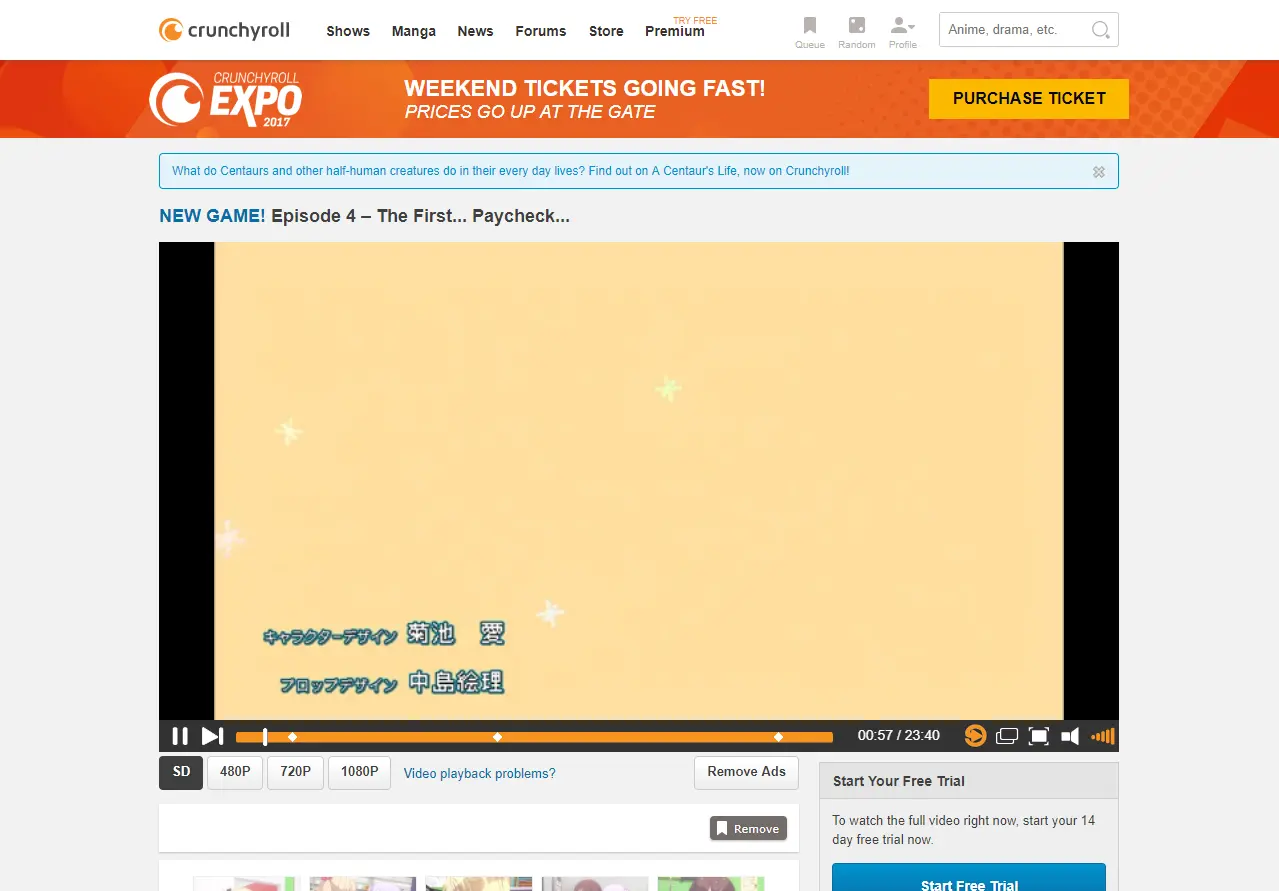 crunchyroll
Shows Manga News Forums Store Premium
TRY FREE
Queue Random Profile
Anime, drama, etc.
CRUNCHYROLL
EXPO
2017
WEEKEND TICKETS GOING FAST!
PRICES GO UP AT THE GATE
PURCHASE TICKET
What do Centaurs and other half-human creatures do in their every day lives? Find out on A Centaur's Life, now on Crunchyroll!
NEW GAME! Episode 4 – The First... Paycheck...
キャラクターデザイン 菊池 愛
プロップデザイン 中島絵理
00:57 / 23:40
SD 480P 720P 1080P Video playback problems? Remove Ads
Remove
Start Your Free Trial
To watch the full video right now, start your 14
day free trial now.
Start Free Trial